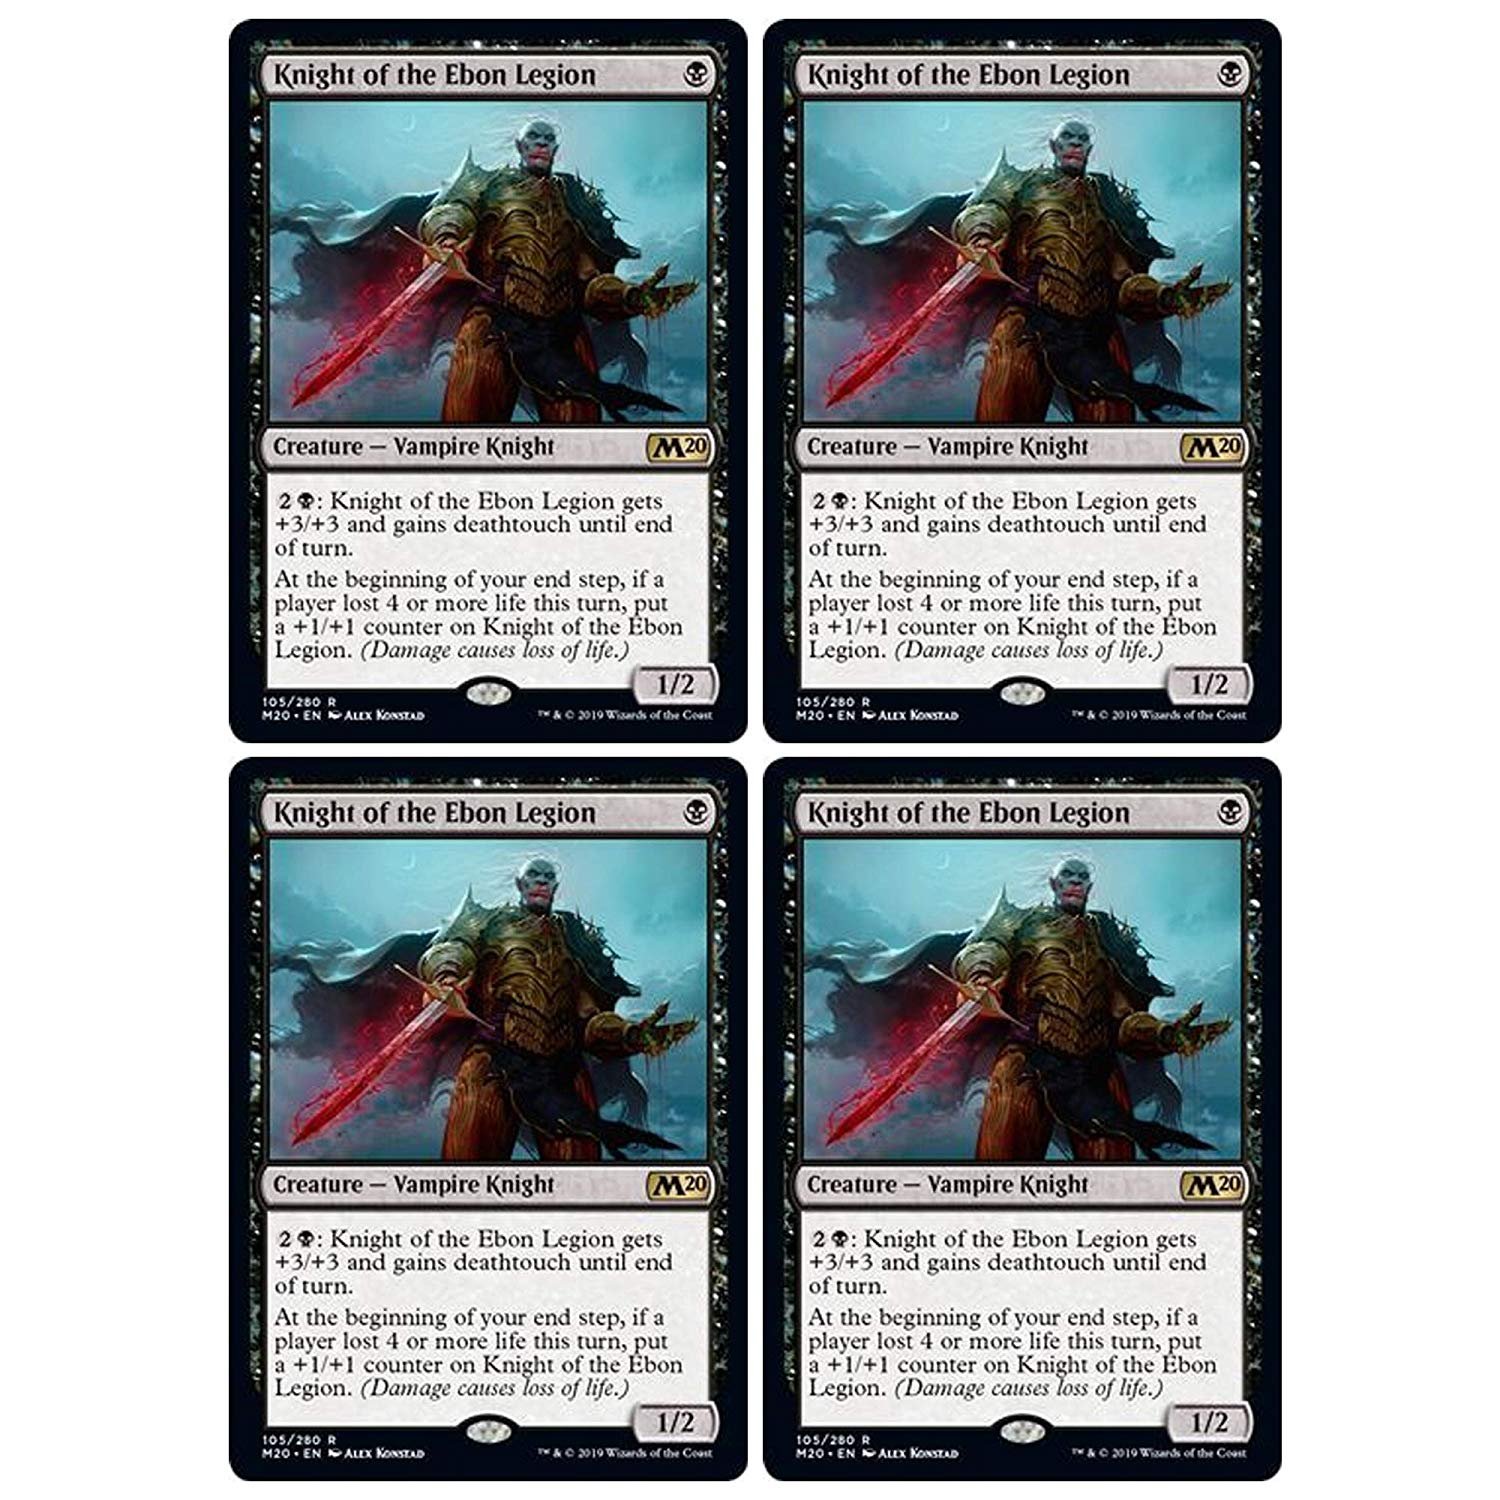 Knight of the Ebon Legion
Creature — Vampire Knight
M20
2: Knight of the Ebon Legion gets
+3/+3 and gains deathtouch until end
of turn.
At the beginning of your end step, if a
player lost 4 or more life this turn, put
a +1/+1 counter on Knight of the Ebon
Legion. (Damage causes loss of life.)
1/2
105/280 R
M20 • EN Alex Konstad
™ & © 2019 Wizards of the Coast
Knight of the Ebon Legion
Creature — Vampire Knight
M20
2: Knight of the Ebon Legion gets
+3/+3 and gains deathtouch until end
of turn.
At the beginning of your end step, if a
player lost 4 or more life this turn, put
a +1/+1 counter on Knight of the Ebon
Legion. (Damage causes loss of life.)
1/2
105/280 R
M20 • EN Alex Konstad
™ & © 2019 Wizards of the Coast
Knight of the Ebon Legion
Creature — Vampire Knight
M20
2: Knight of the Ebon Legion gets
+3/+3 and gains deathtouch until end
of turn.
At the beginning of your end step, if a
player lost 4 or more life this turn, put
a +1/+1 counter on Knight of the Ebon
Legion. (Damage causes loss of life.)
1/2
105/280 R
M20 • EN Alex Konstad
™ & © 2019 Wizards of the Coast
Knight of the Ebon Legion
Creature — Vampire Knight
M20
2: Knight of the Ebon Legion gets
+3/+3 and gains deathtouch until end
of turn.
At the beginning of your end step, if a
player lost 4 or more life this turn, put
a +1/+1 counter on Knight of the Ebon
Legion. (Damage causes loss of life.)
1/2
105/280 R
M20 • EN Alex Konstad
™ & © 2019 Wizards of the Coast